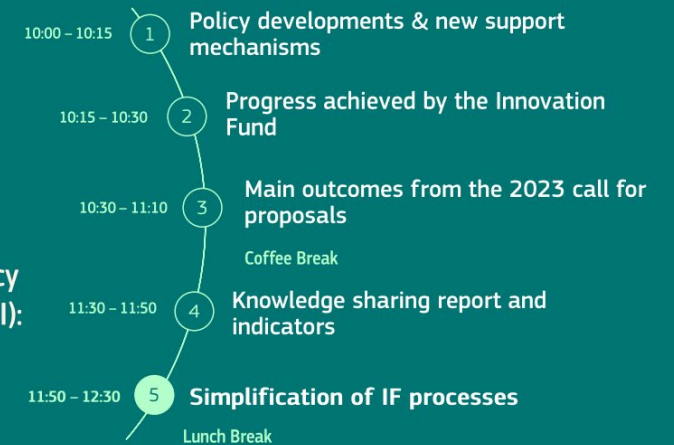 10:00 – 10:15
1
Policy developments & new support
mechanisms
10:15 – 10:30
2
Progress achieved by the Innovation
Fund
10:30 – 11:10
3
Main outcomes from the 2023 call for
proposals
Coffee Break
cy
I):
11:30 – 11:50
4
Knowledge sharing report and
indicators
11:50 – 12:30
5
Simplification of IF processes
Lunch Break